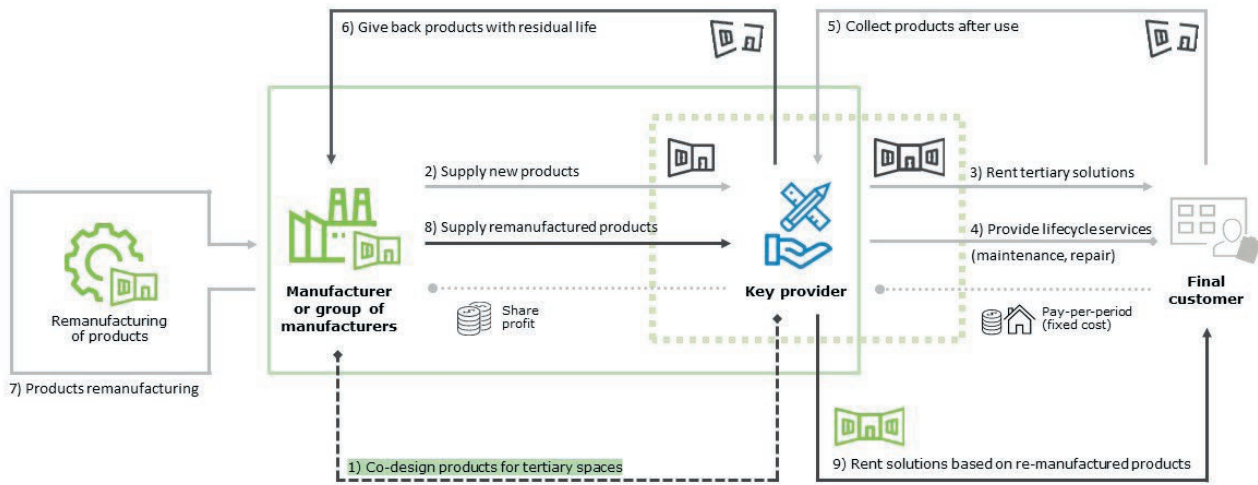 6) Give back products with residual life
5) Collect products after use
2) Supply new products
3) Rent tertiary solutions
8) Supply remanufactured products
4) Provide lifecycle services
(maintenance, repair)
Manufacturer
or group of
manufacturers
Key provider
Final
customer
Remanufacturing
of products
Share
profit
Pay-per-period
(fixed cost)
7) Products remanufacturing
1) Co-design products for tertiary spaces
9) Rent solutions based on re-manufactured products